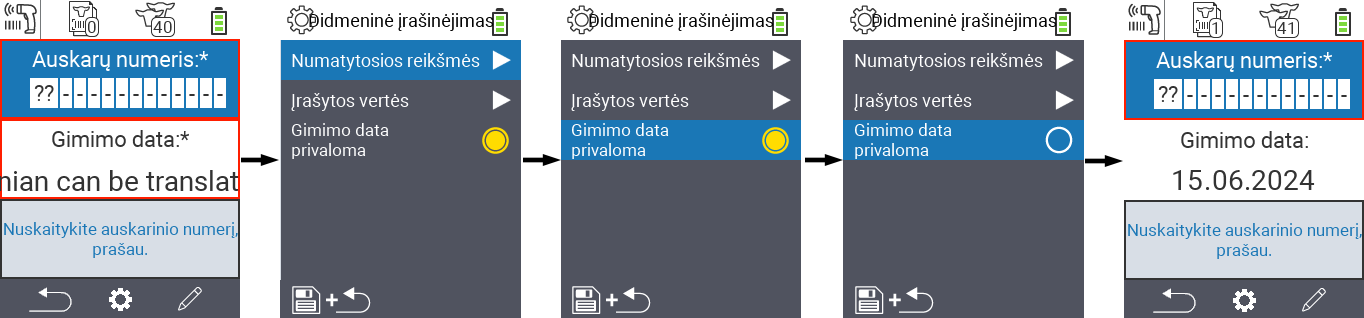 0
40
Auskarų numeris:*
??-----------
Gimimo data:*
nian can be translat
Nuskaitykite auskarinio numerį,
prašau.
Didmeninė įrašinėjimas
Numatytosios reikšmės
Įrašytos vertės
Gimimo data
privaloma
+
Didmeninė įrašinėjimas
Numatytosios reikšmės
Įrašytos vertės
Gimimo data
privaloma
+
Didmeninė įrašinėjimas
Numatytosios reikšmės
Įrašytos vertės
Gimimo data
privaloma
+
1
41
Auskarų numeris:*
??------------
Gimimo data:
15.06.2024
Nuskaitykite auskarinio numerį,
prašau.